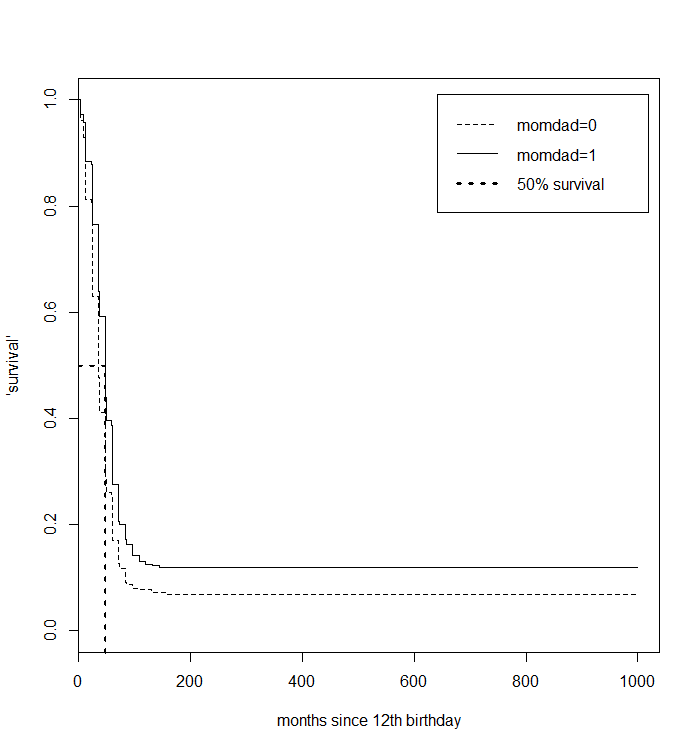 momdad=0
momdad=1
50% survival
'survival'
1.0
0.8
0.6
0.4
0.2
0.0
0 200 400 600 800 1000
months since 12th birthday